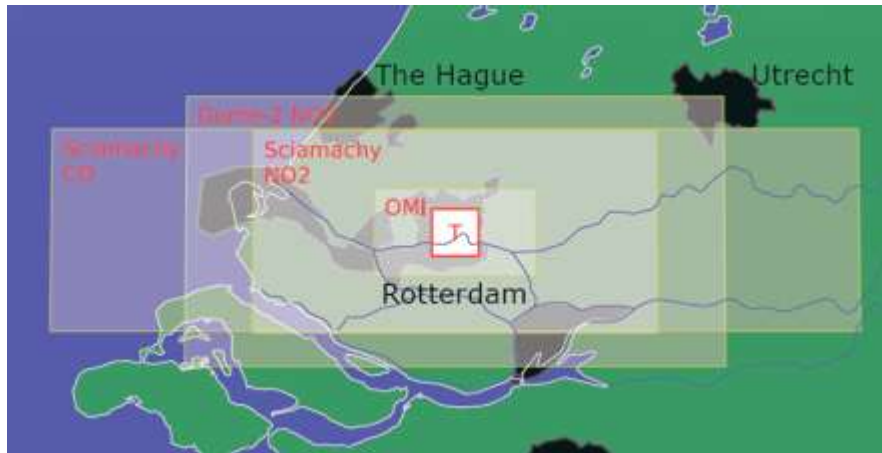 The Hague
Utrecht
Gome-2 NO2
Sciamachy
CO
Sciamachy
NO2
OMI
T
Rotterdam